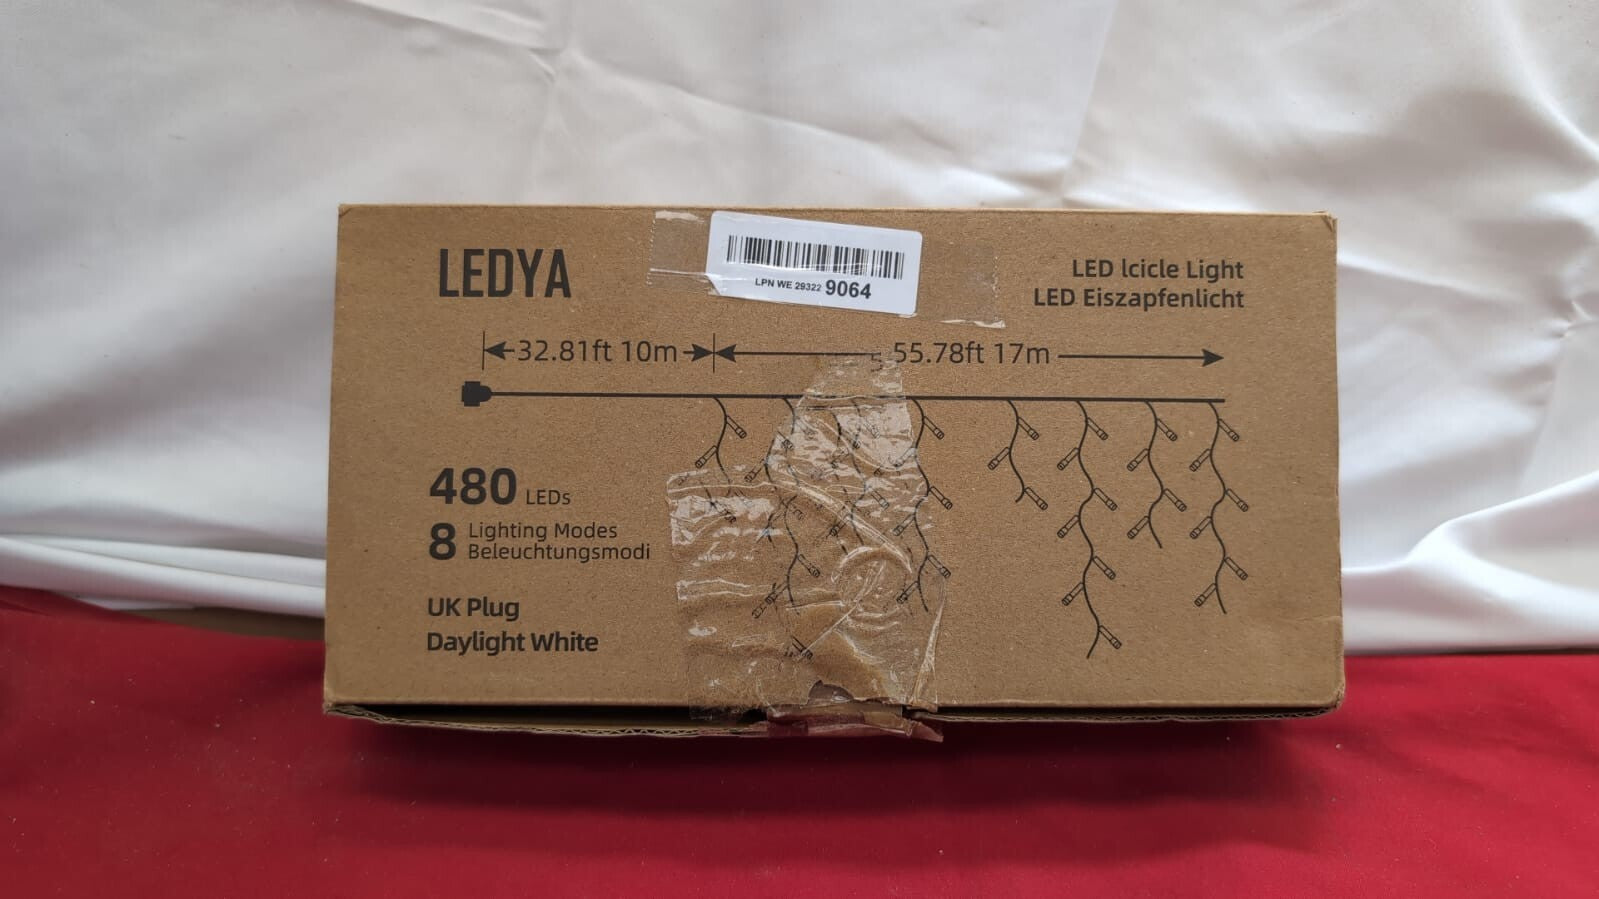 LEDYA
LPN WE 29322 9064
LED Icicle Light
LED Eiszapfenlicht
32.81ft 10m
55.78ft 17m
480 LEDs
8 Lighting Modes
Beleuchtungsmodi
UK Plug
Daylight White